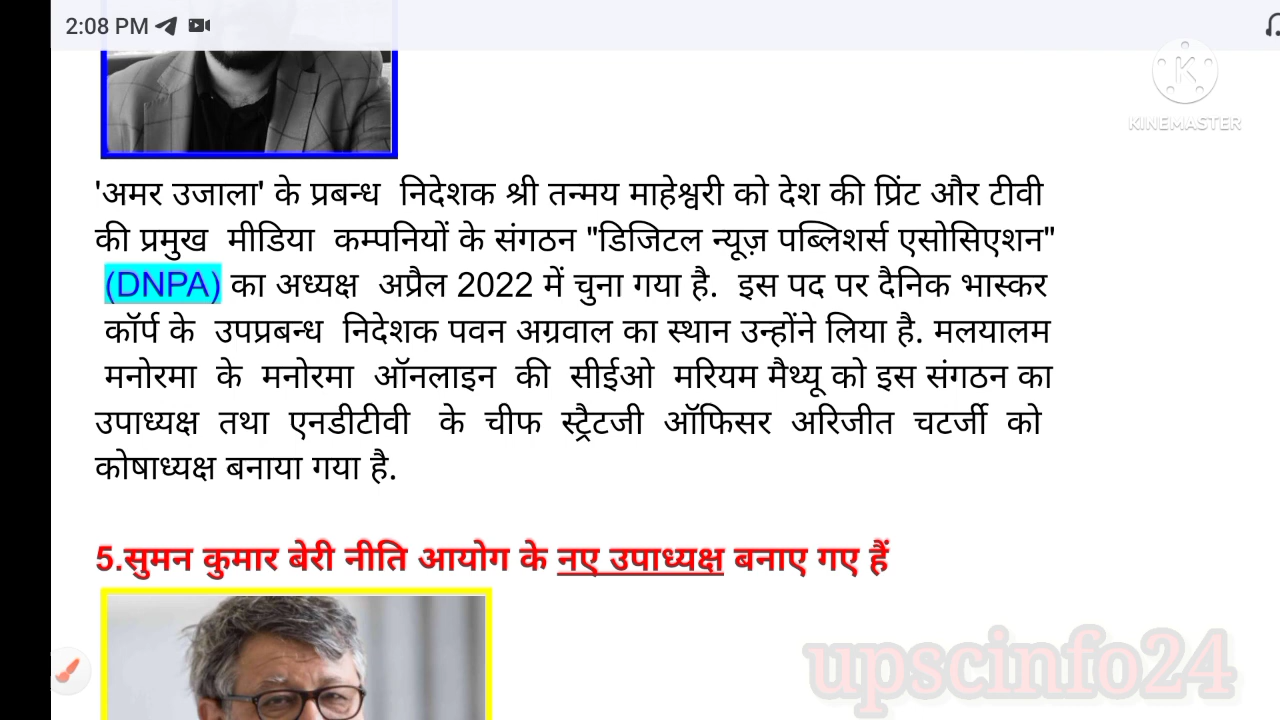 2:08 PM
KINEMASTER
'अमर उजाला' के प्रबन्ध निदेशक श्री तन्मय माहेश्वरी को देश की प्रिंट और टीवी
की प्रमुख मीडिया कम्पनियों के संगठन "डिजिटल न्यूज़ पब्लिशर्स एसोसिएशन"
(DNPA) का अध्यक्ष अप्रैल 2022 में चुना गया है. इस पद पर दैनिक भास्कर
कॉर्प के उपप्रबन्ध निदेशक पवन अग्रवाल का स्थान उन्होंने लिया है. मलयालम
मनोरमा के मनोरमा ऑनलाइन की सीईओ मरियम मैथ्यू को इस संगठन का
उपाध्यक्ष तथा एनडीटीवी के चीफ स्ट्रैटजी ऑफिसर अरिजीत चटर्जी को
कोषाध्यक्ष बनाया गया है.
5.सुमन कुमार बेरी नीति आयोग के नए उपाध्यक्ष बनाए गए हैं
upscinfo24